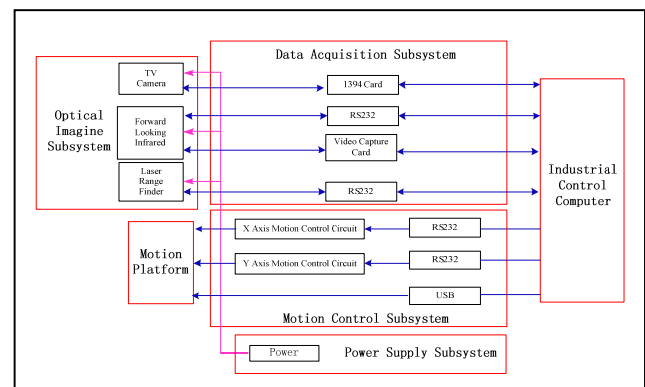 Data Acquisition Subsystem
TV
Camera
1394 Card
Optical
Imagine
Subsystem
Forward
Looking
Infrared
RS232
Video Capture
Card
Laser
Range
Finder
RS232
Industrial
Control
Computer
Motion
Platform
X Axis Motion Control Circuit
RS232
Y Axis Motion Control Circuit
RS232
USB
Motion Control Subsystem
Power
Power Supply Subsystem